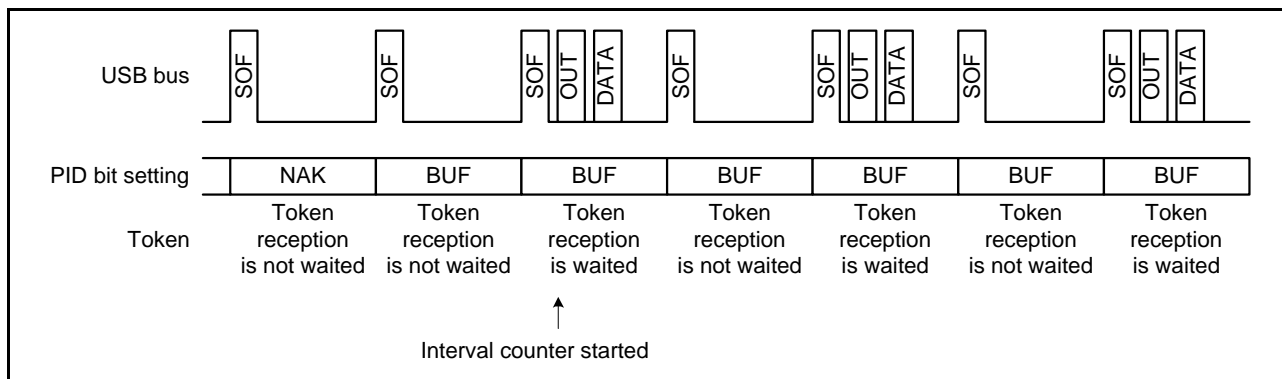 USB bus
SOF
SOF
SOF
OUT
DATA
SOF
SOF
OUT
DATA
SOF
SOF
OUT
DATA
PID bit setting
NAK
BUF
BUF
BUF
BUF
BUF
BUF
Token
Token
reception
is not waited
Token
reception
is not waited
Token
reception
is waited
Token
reception
is not waited
Token
reception
is waited
Token
reception
is not waited
Token
reception
is waited
Interval counter started